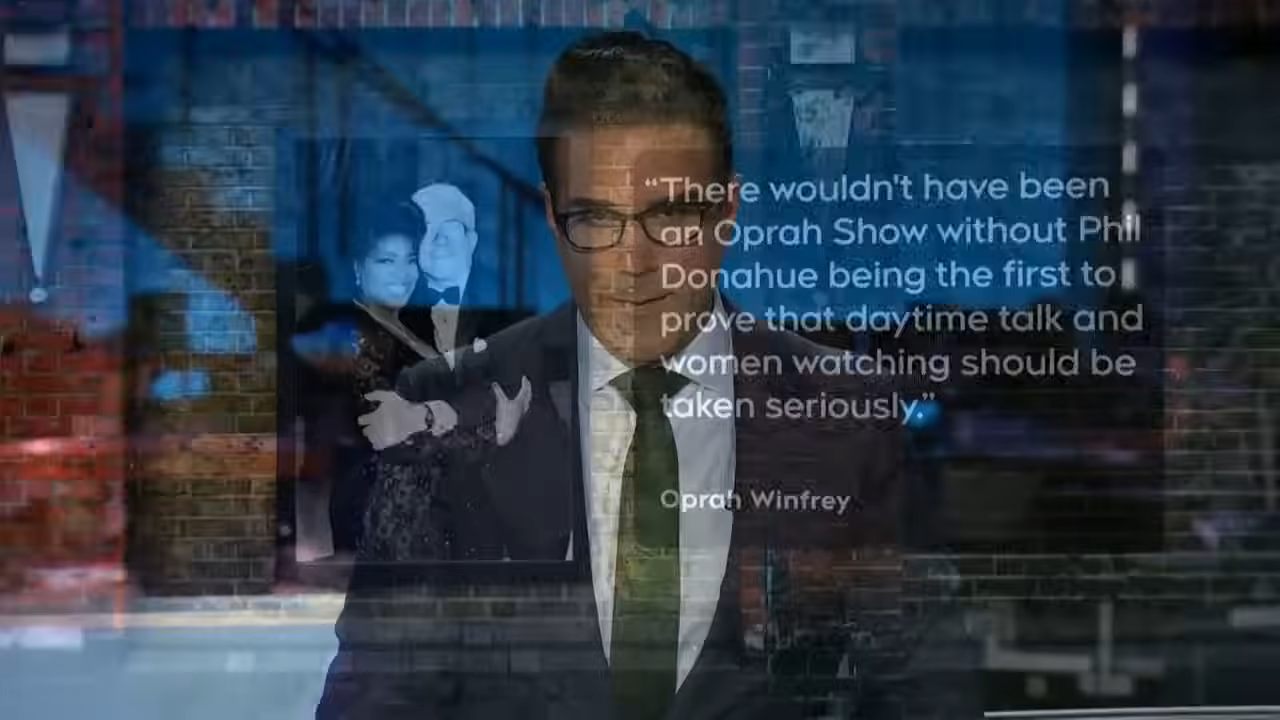 “There wouldn't have been
an Oprah Show without Phil
Donahue being the first to
prove that daytime talk and
women watching should be
taken seriously.”
Oprah Winfrey